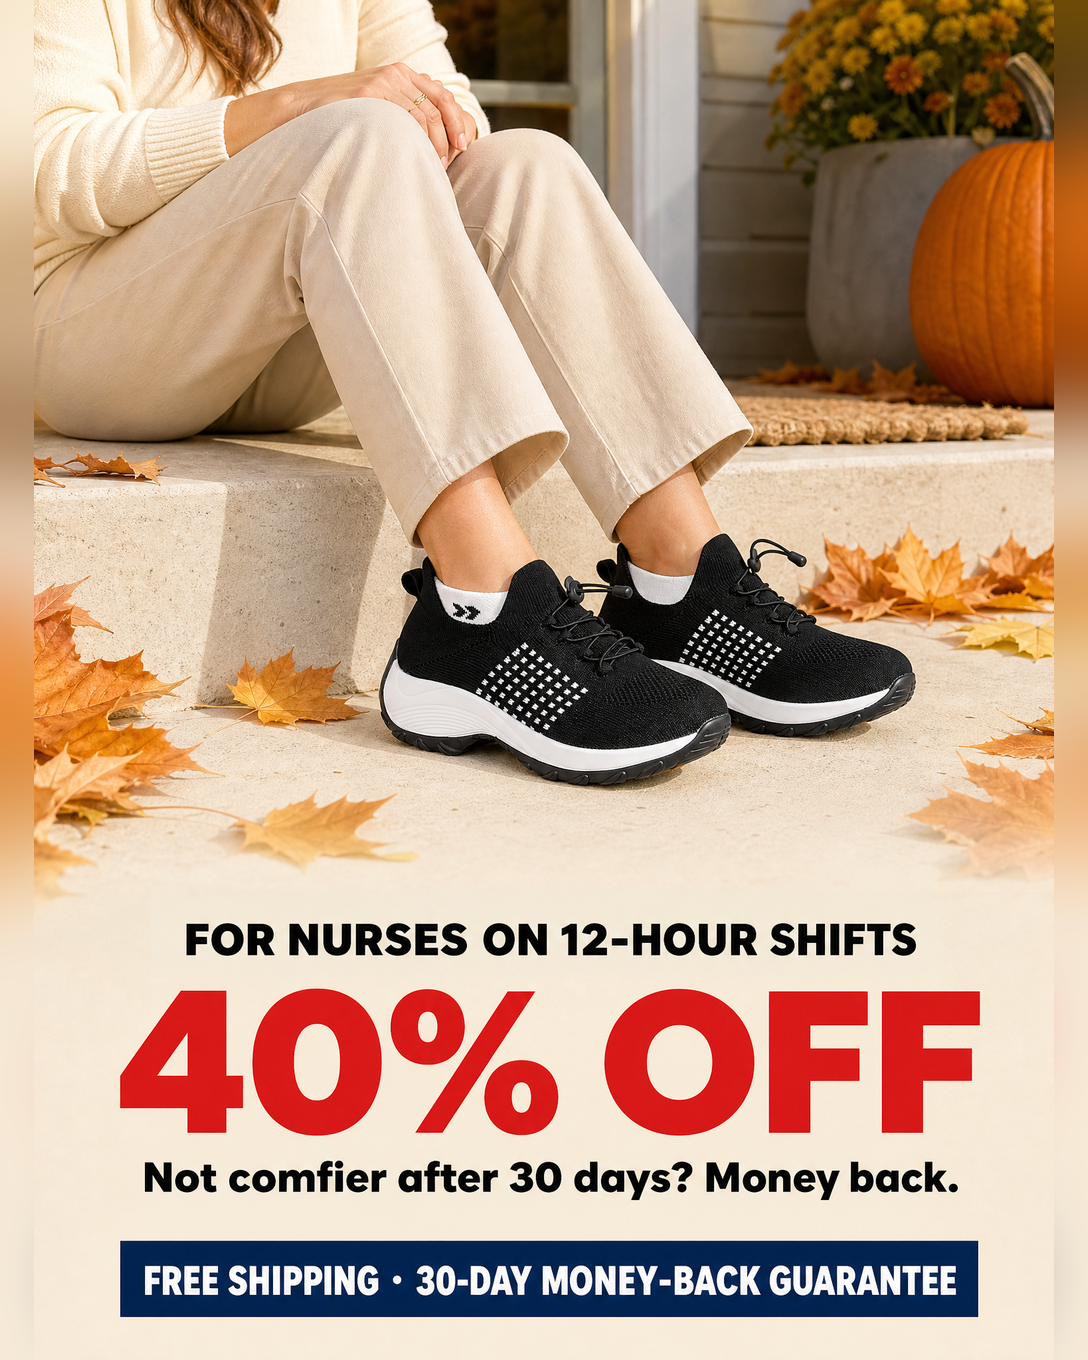 FOR NURSES ON 12-HOUR SHIFTS
40% OFF
Not comfier after 30 days? Money back.
FREE SHIPPING • 30-DAY MONEY-BACK GUARANTEE